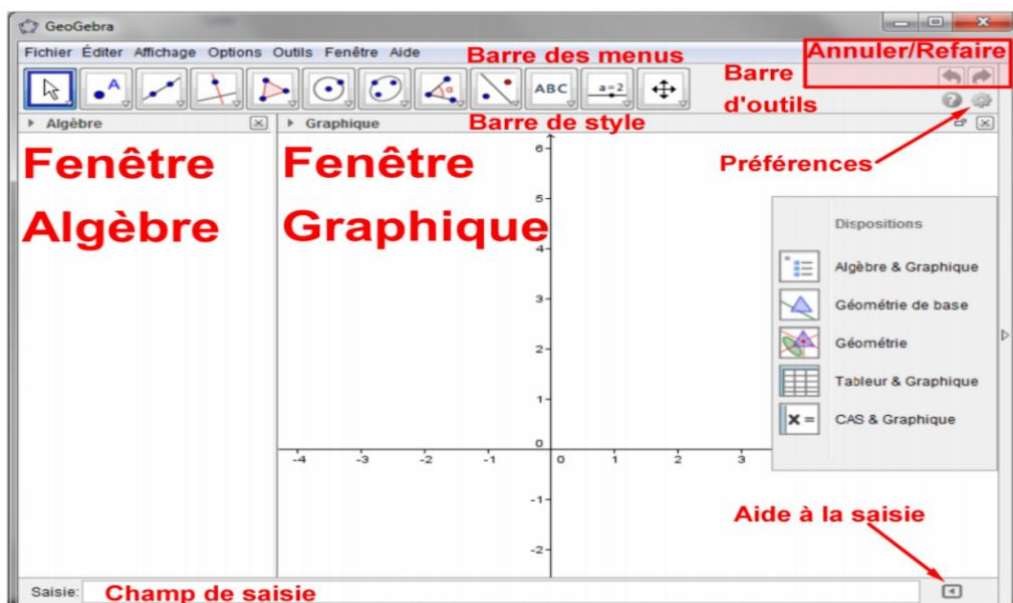 GeoGebra
Fichier Éditer Affichage Options Outils Fenêtre Aide
Barre des menus
Annuler/Refaire
A
α
ABC
a=2
Barre
d'outils
Algèbre
Graphique
Barre de style
Préférences
Fenêtre
Algèbre
Fenêtre
Graphique
6
5
4
3
2
1
0
-4 -3 -2 -1 0 1 2 3
-1
-2
Dispositions
Algèbre & Graphique
Géométrie de base
Géométrie
Tableur & Graphique
X =
CAS & Graphique
Aide à la saisie
Saisie:
Champ de saisie